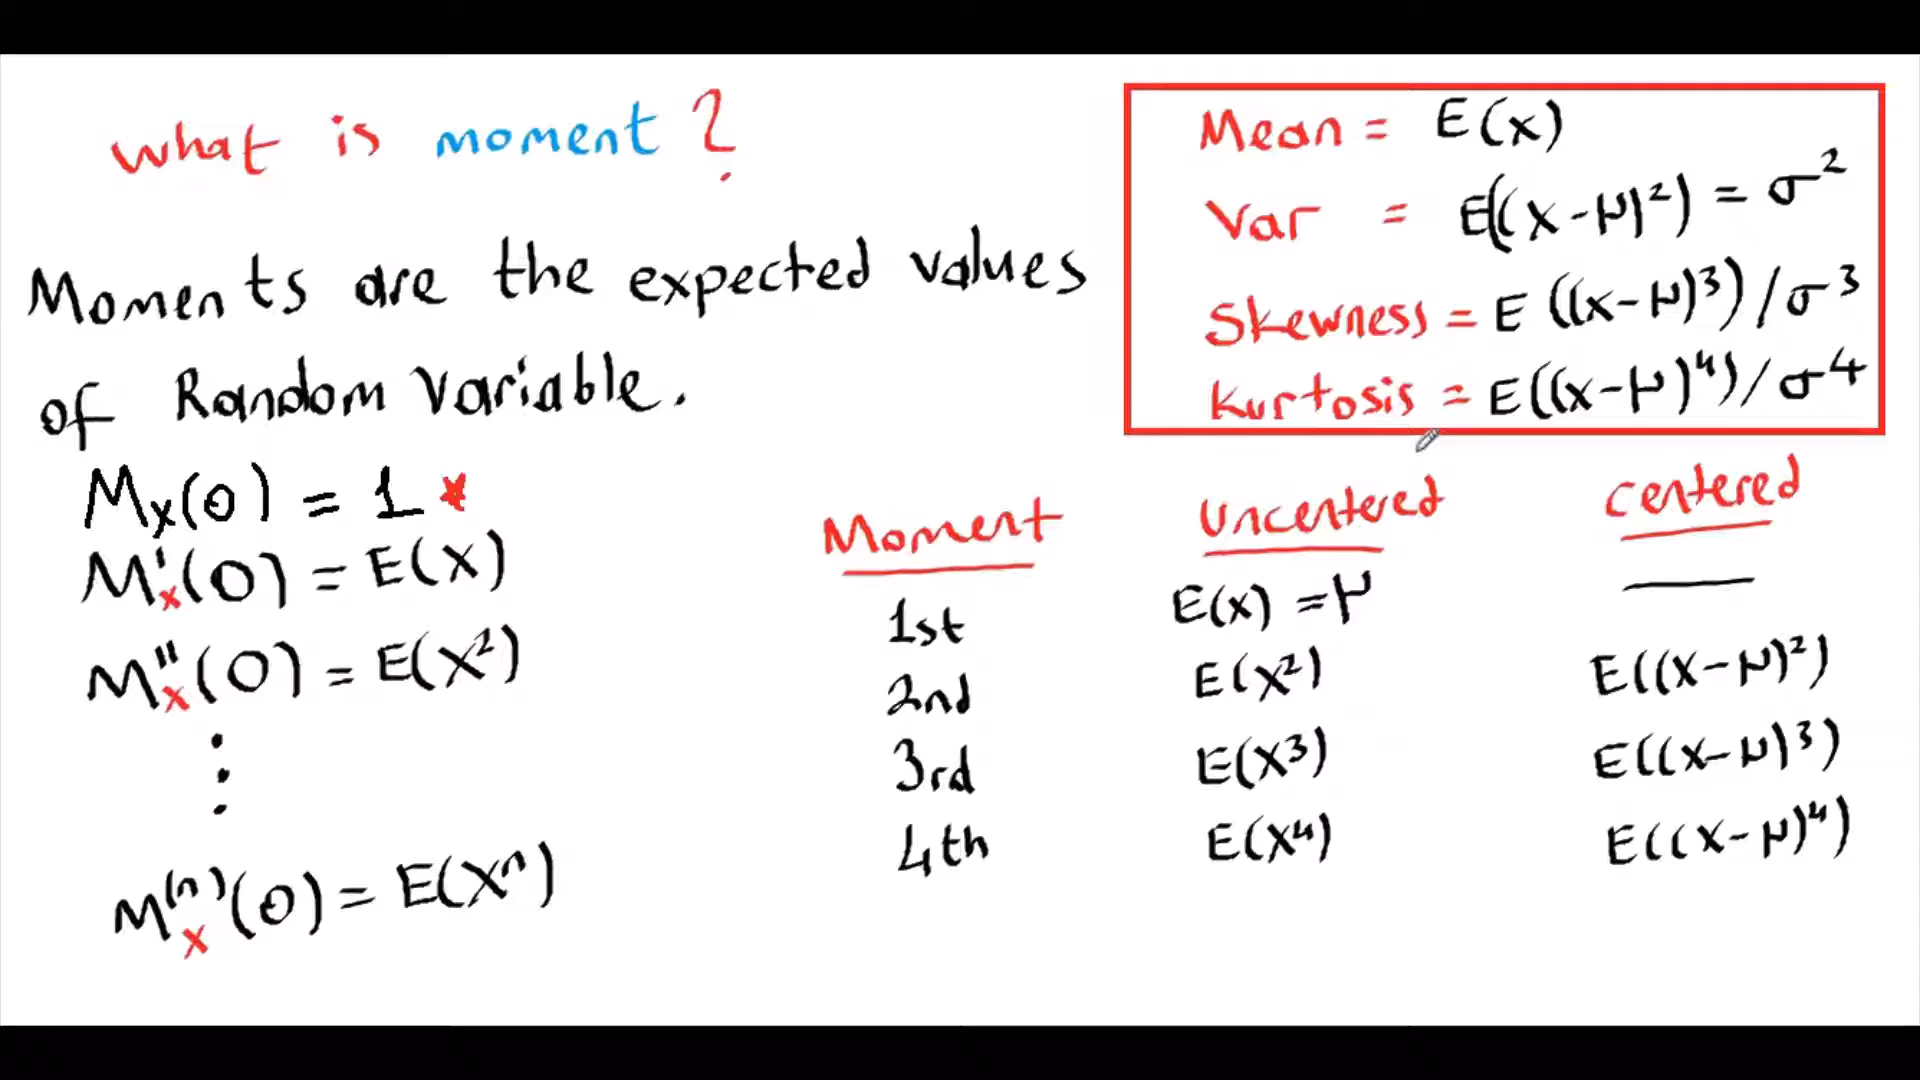 What is moment?
Moments are the expected values
of Random Variable.
Mx(0) = 1 *
M'x(0) = E(X)
M''x(0) = E(X²)
⋮
M⁽ⁿ⁾x(0) = E(Xⁿ)
Mean = E(x)
Var = E((x-μ)²) = σ²
Skewness = E((x-μ)³)/σ³
Kurtosis = E((x-μ)⁴)/σ⁴
Moment Uncentered Centered
1st E(x) = μ —
2nd E(X²) E((X-μ)²)
3rd E(X³) E((X-μ)³)
4th E(X⁴) E((X-μ)⁴)